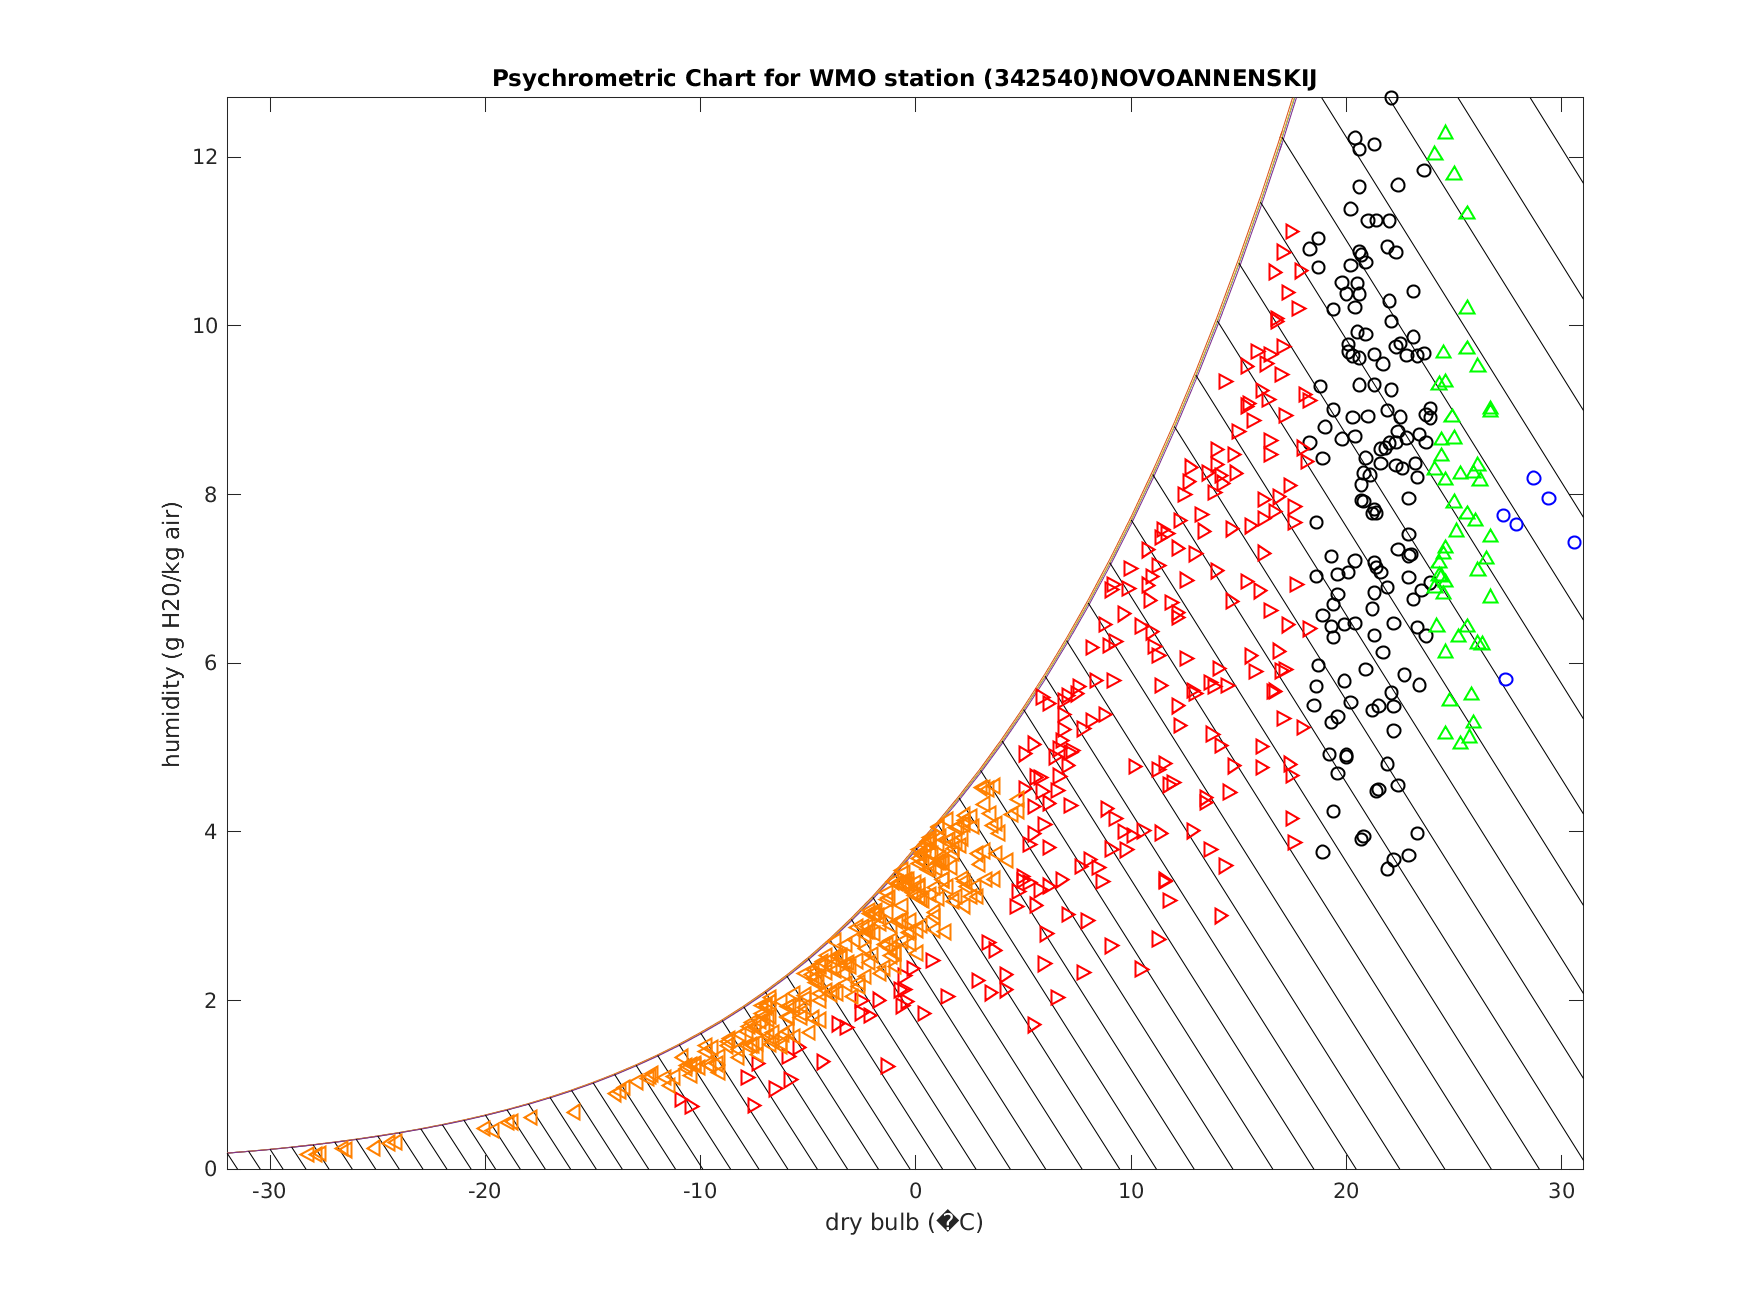 Psychrometric Chart for WMO station (342540)NOVOANNENSKIJ
humidity (g H20/kg air)
12
10
8
6
4
2
0
-30 -20 -10 0 10 20 30
dry bulb (�C)